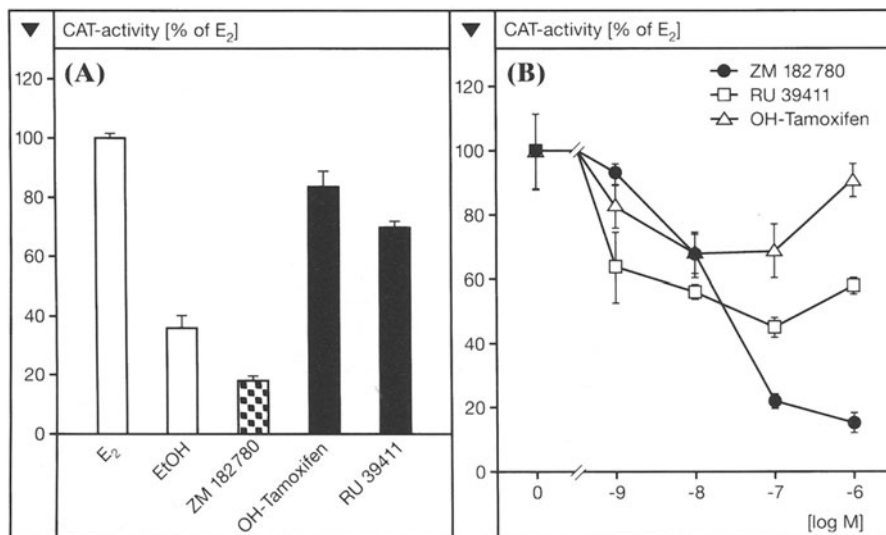 ▼ CAT-activity [% of E₂]
(A)
120
100
80
60
40
20
0
E₂
EtOH
ZM 182780
OH-Tamoxifen
RU 39411
▼ CAT-activity [% of E₂]
(B)
ZM 182780
RU 39411
OH-Tamoxifen
120
100
80
60
40
20
0
0 -9 -8 -7 -6
[log M]